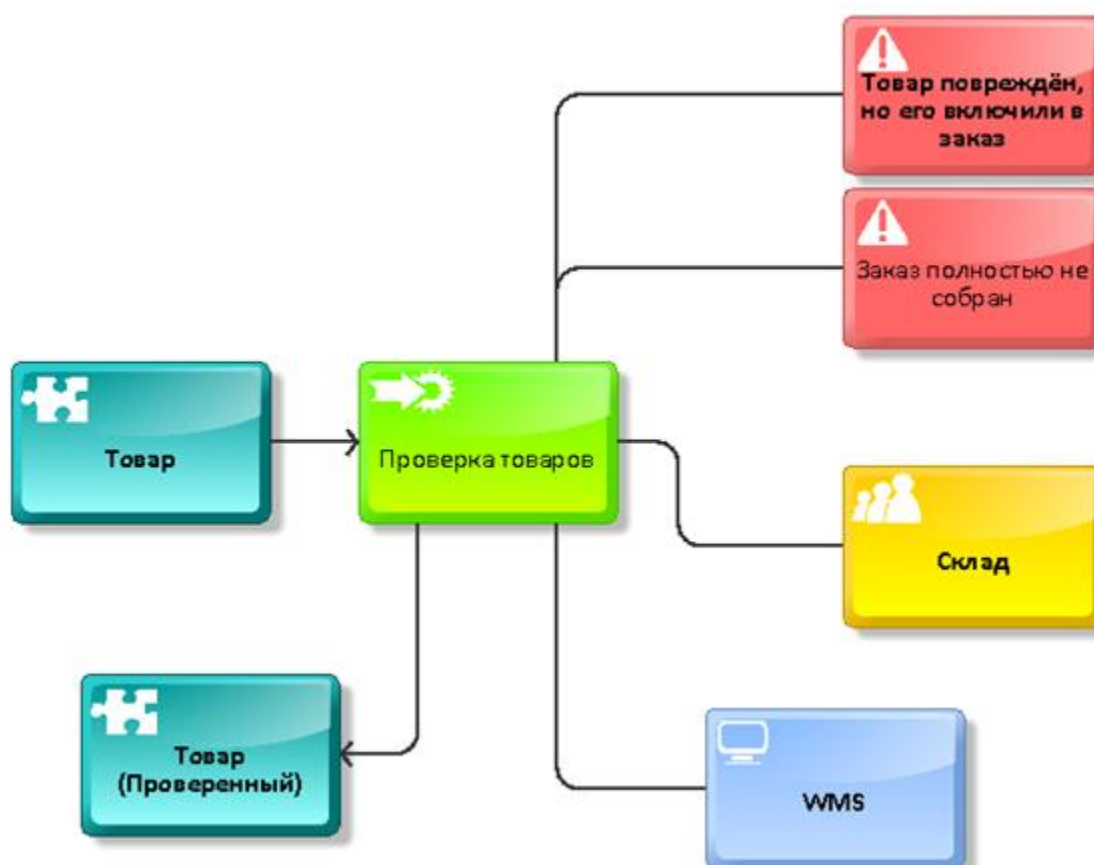 Товар повреждён,
но его включили в
заказ
Заказ полностью не
собран
Товар
Проверка товаров
Склад
Товар
(Проверенный)
WMS